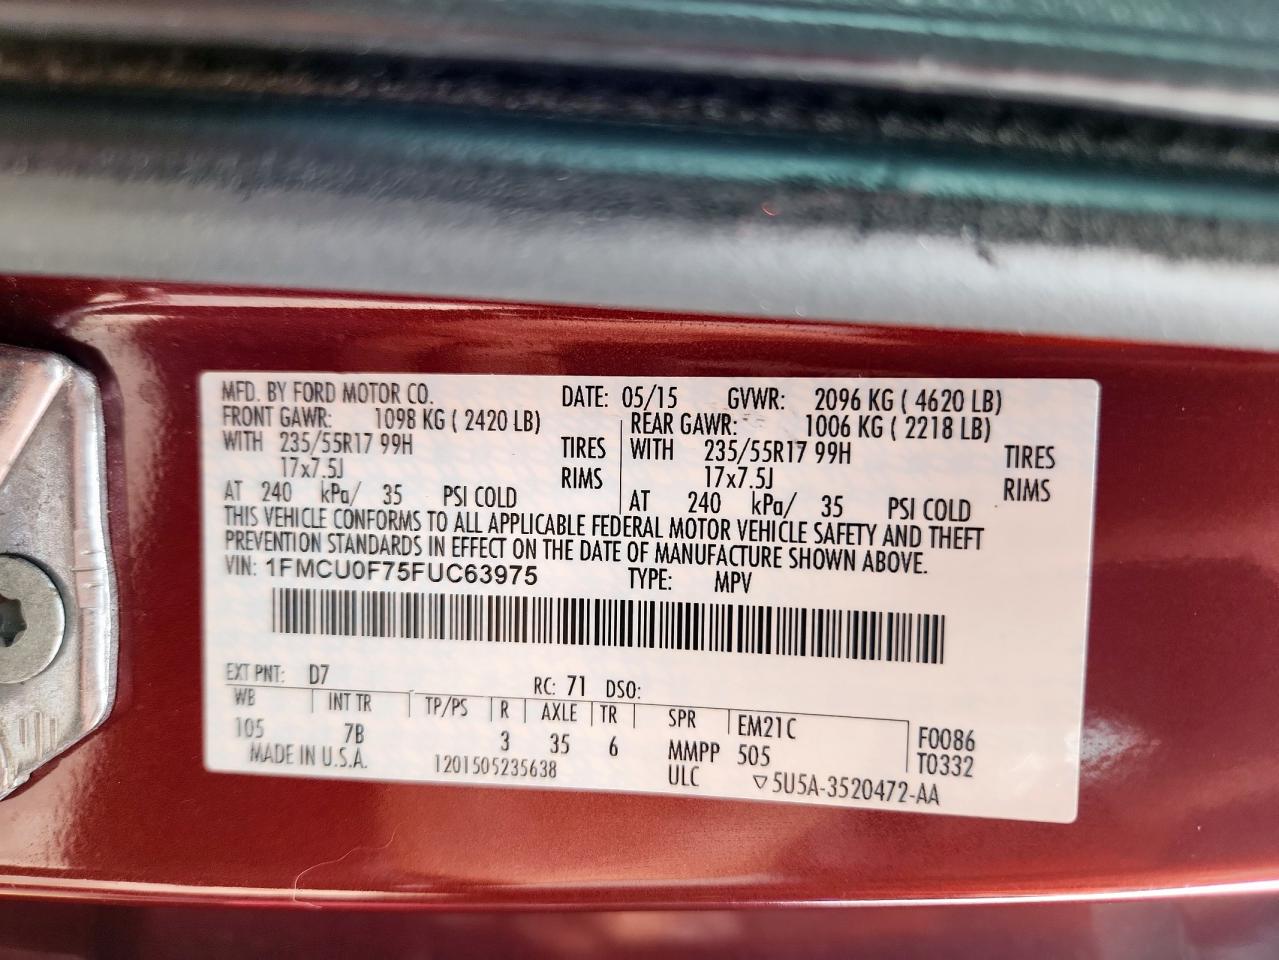 MFD. BY FORD MOTOR CO. DATE: 05/15 GVWR: 2096 KG ( 4620 LB)
FRONT GAWR: 1098 KG ( 2420 LB) REAR GAWR: 1006 KG ( 2218 LB)
WITH 235/55R17 99H TIRES WITH 235/55R17 99H TIRES
17x7.5J RIMS 17x7.5J RIMS
AT 240 kPa/ 35 PSI COLD AT 240 kPa/ 35 PSI COLD
THIS VEHICLE CONFORMS TO ALL APPLICABLE FEDERAL MOTOR VEHICLE SAFETY AND THEFT
PREVENTION STANDARDS IN EFFECT ON THE DATE OF MANUFACTURE SHOWN ABOVE.
VIN: 1FMCU0F75FUC63975 TYPE: MPV
EXT PNT: D7 RC: 71 DSO:
WB INT TR TP/PS R AXLE TR SPR EM21C F0086
105 7B 3 35 6 MMPP 505 T0332
MADE IN U.S.A. 1201505235638 ULC ▽5U5A-3520472-AA